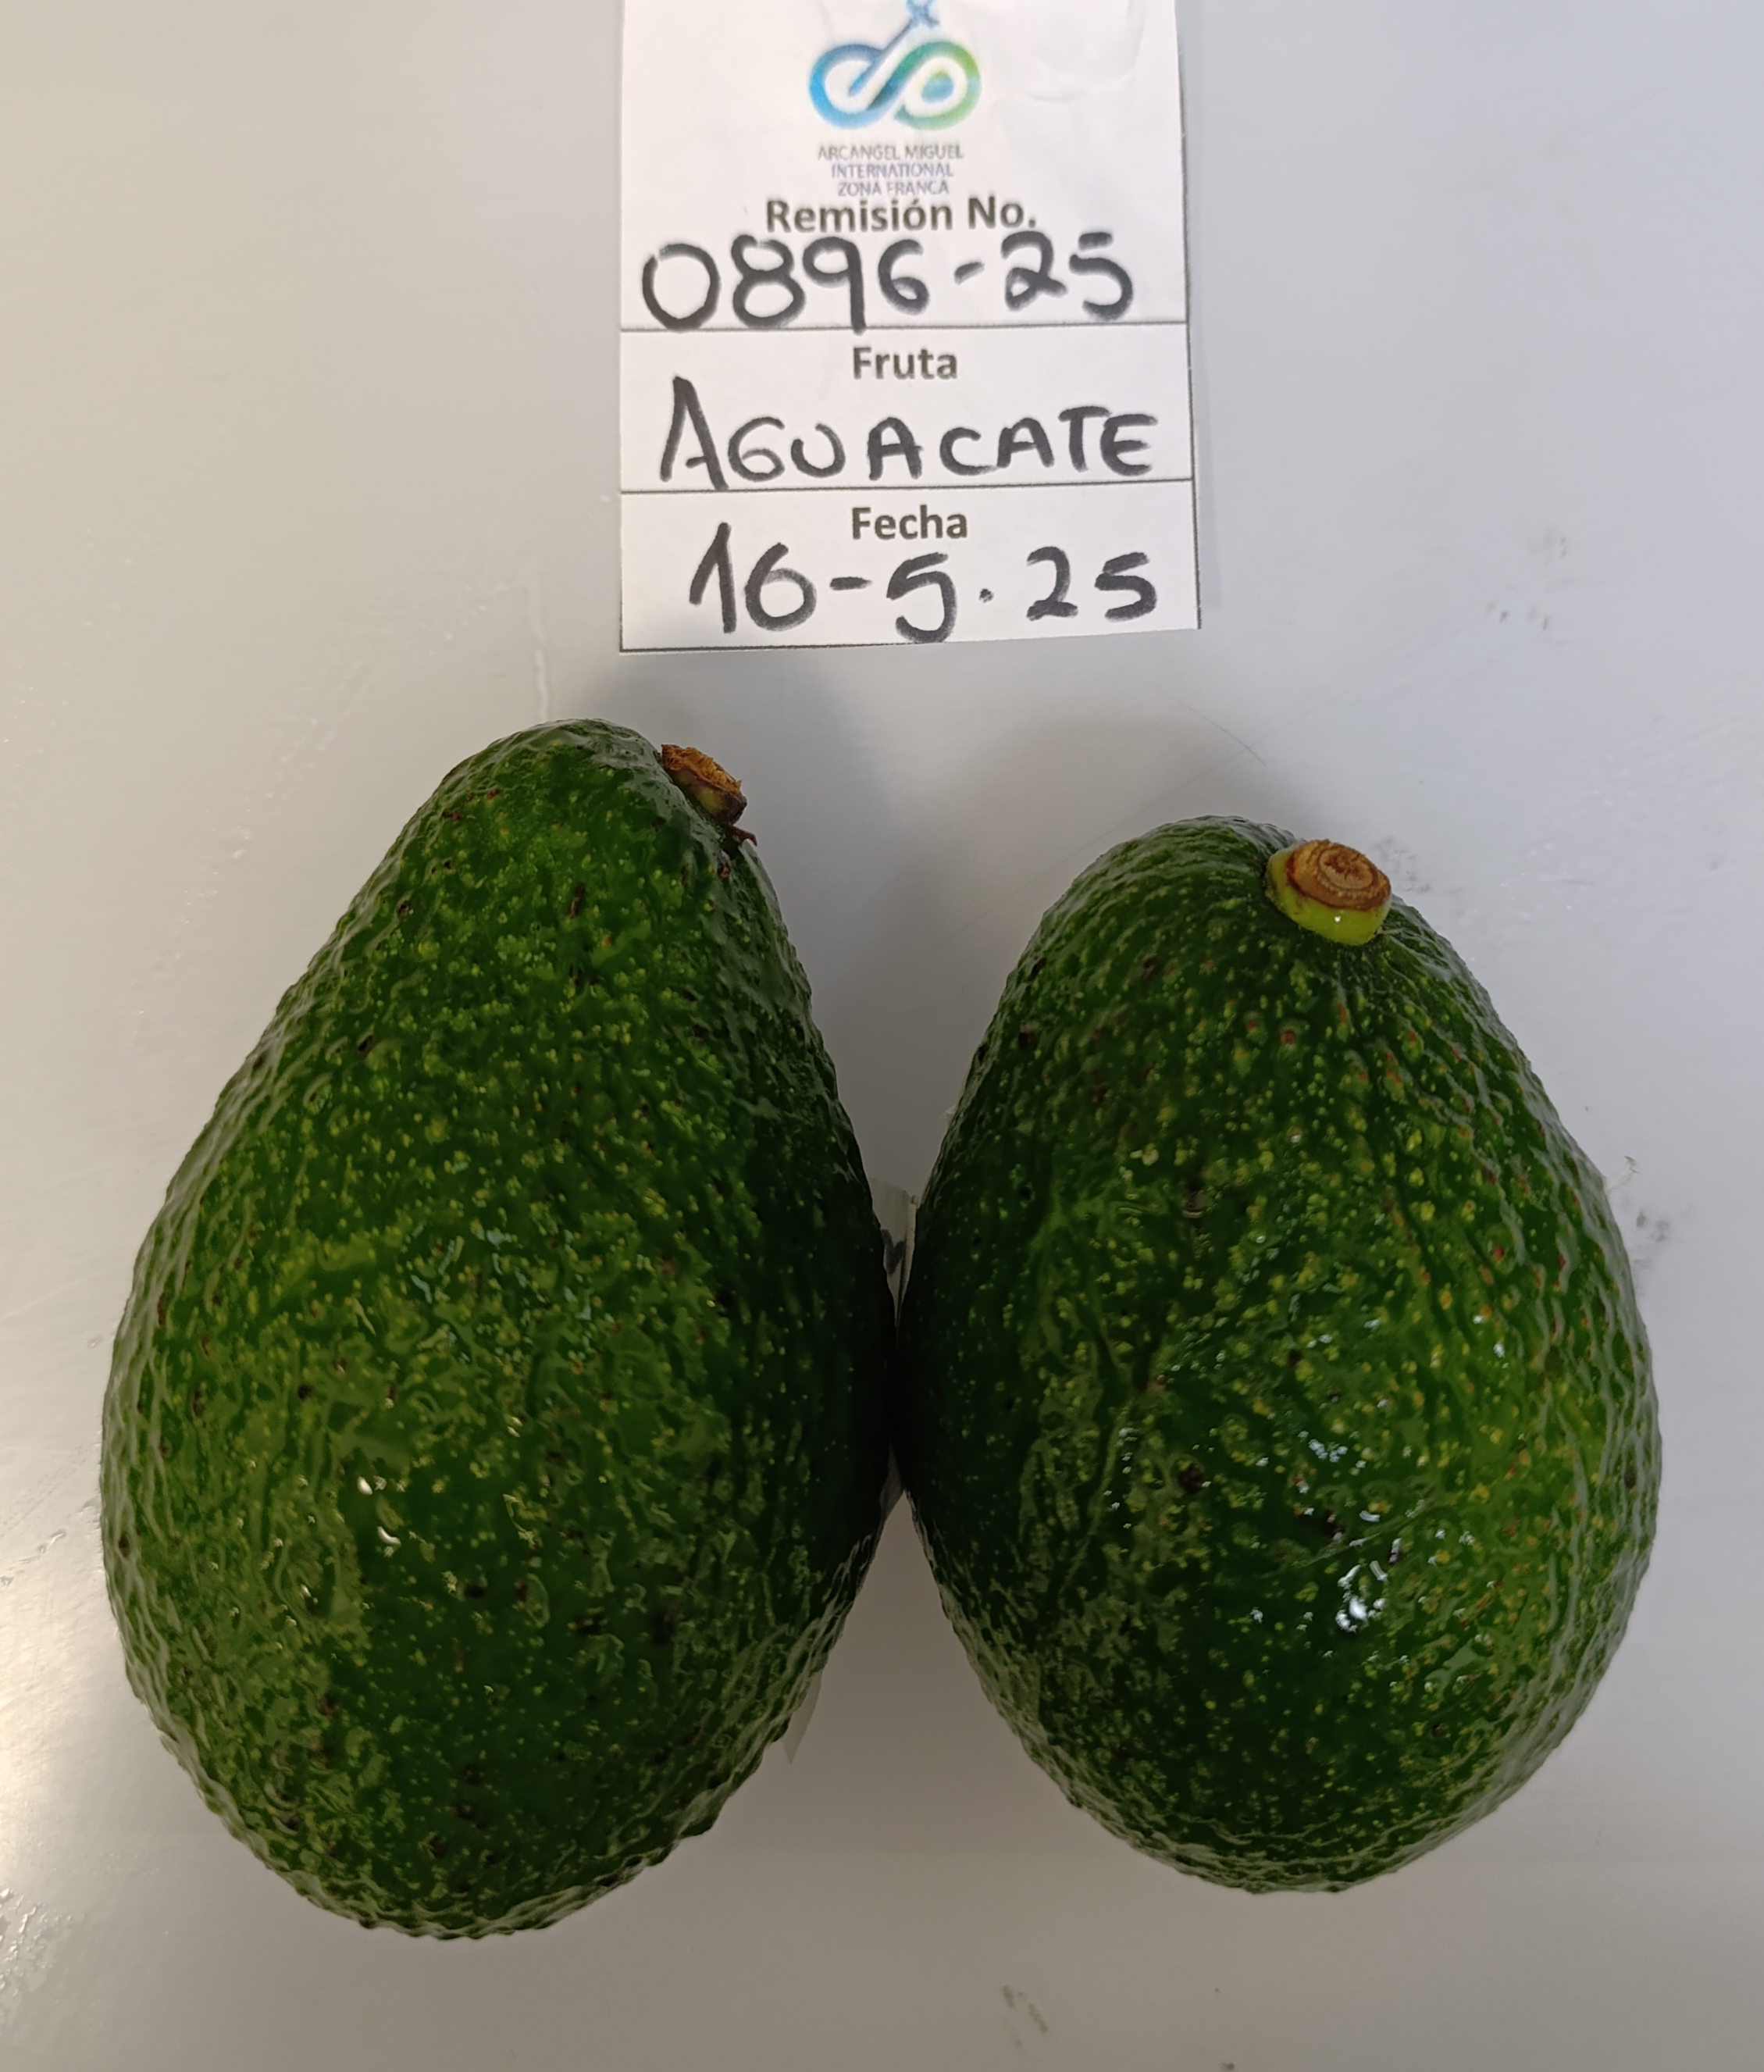 ARCANGEL MIGUEL
INTERNATIONAL
ZONA FRANCA
Remisión No.
0896-25
Fruta
AGUACATE
Fecha
16-5.25